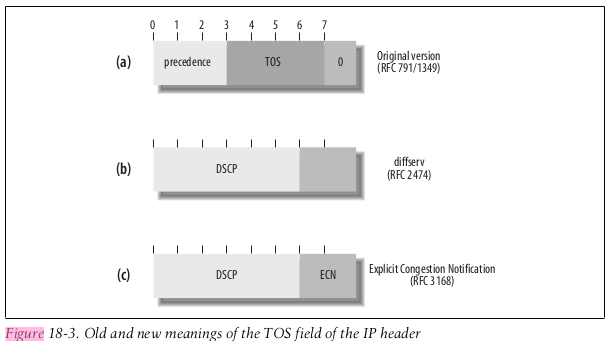 0 1 2 3 4 5 6 7
(a) precedence TOS 0 Original version
(RFC 791/1349)
(b) DSCP diffserv
(RFC 2474)
(c) DSCP ECN Explicit Congestion Notification
(RFC 3168)
Figure 18-3. Old and new meanings of the TOS field of the IP header